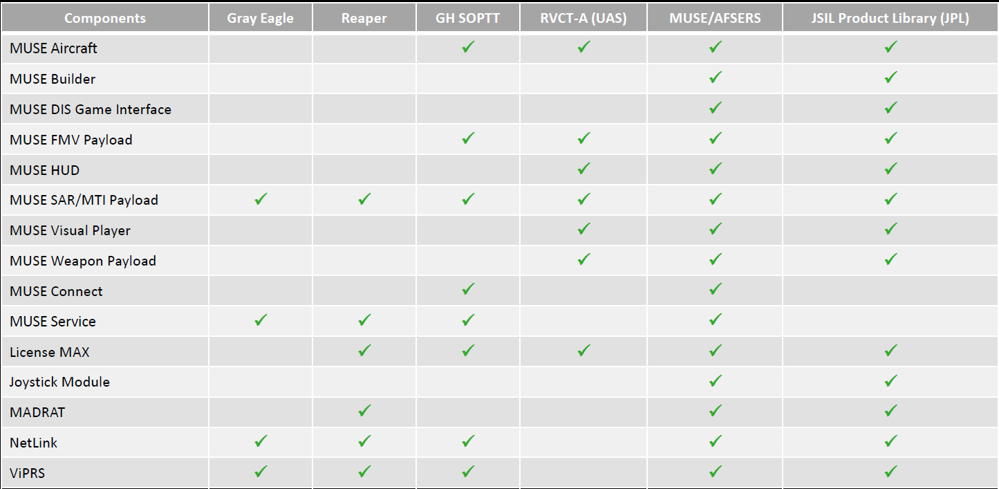 Components Gray Eagle Reaper GH SOPTT RVCT-A (UAS) MUSE/AFSERS JSIL Product Library (JPL)
MUSE Aircraft ✓ ✓ ✓ ✓
MUSE Builder ✓ ✓
MUSE DIS Game Interface ✓ ✓
MUSE FMV Payload ✓ ✓ ✓ ✓
MUSE HUD ✓ ✓ ✓
MUSE SAR/MTI Payload ✓ ✓ ✓ ✓ ✓ ✓
MUSE Visual Player ✓ ✓ ✓
MUSE Weapon Payload ✓ ✓ ✓
MUSE Connect ✓ ✓
MUSE Service ✓ ✓ ✓ ✓
License MAX ✓ ✓ ✓ ✓ ✓
Joystick Module ✓ ✓
MADRAT ✓ ✓ ✓
NetLink ✓ ✓ ✓ ✓ ✓
ViPRS ✓ ✓ ✓ ✓ ✓